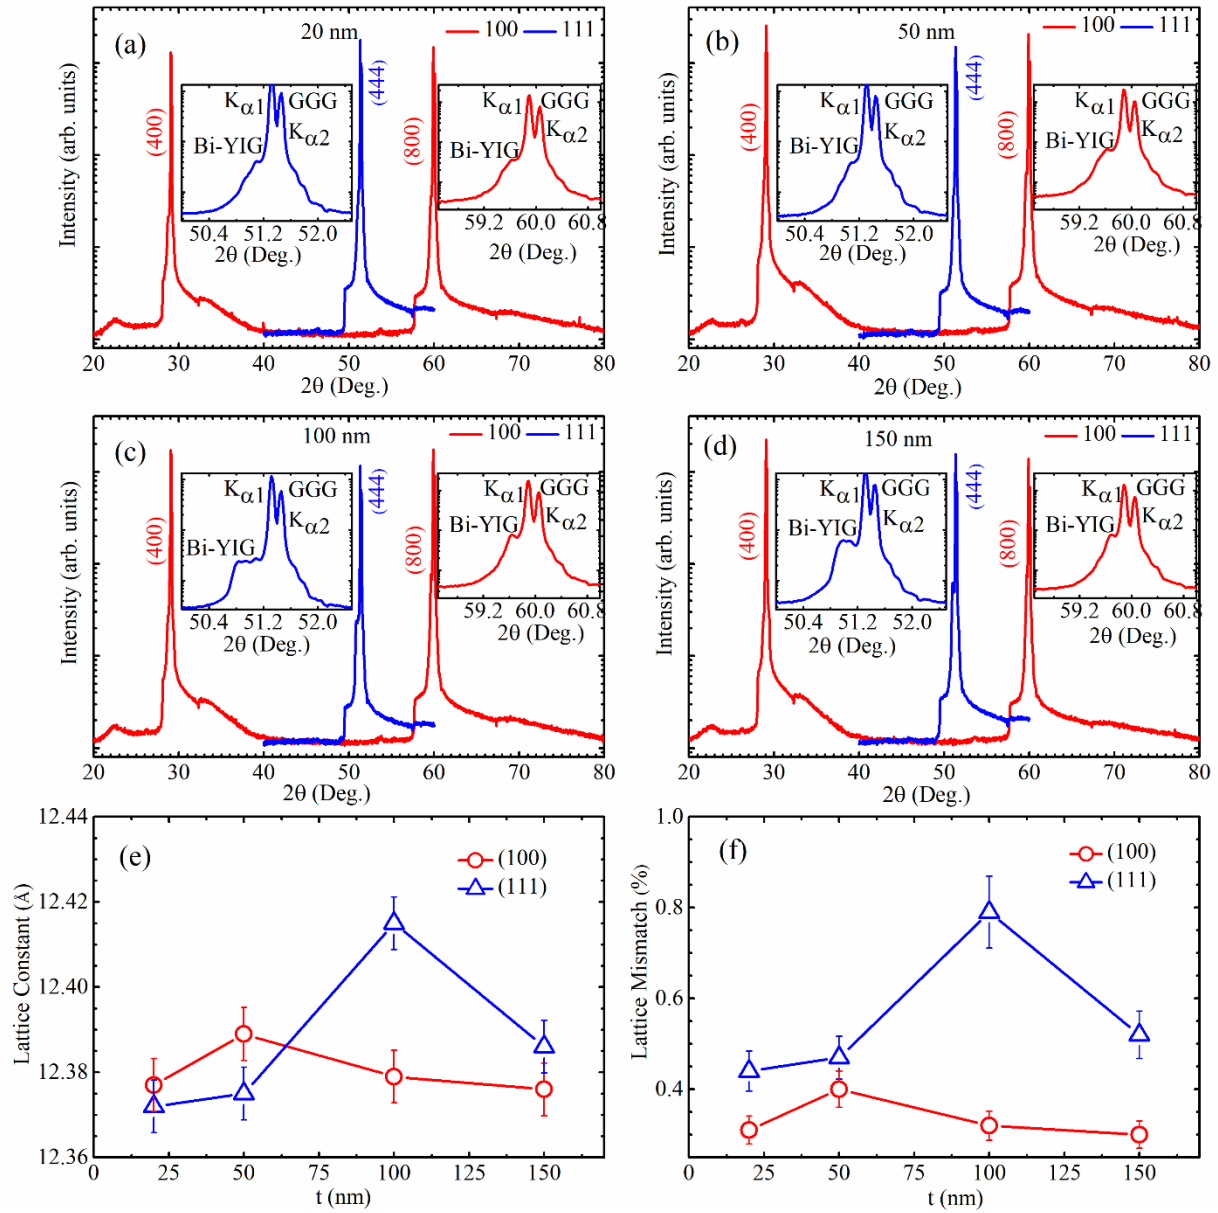 (a)
20 nm
100
111
Intensity (arb. units)
(400)
(444)
(800)
Kα1
GGG
Kα2
Bi-YIG
50.4 51.2 52.0
2θ (Deg.)
Kα1
GGG
Kα2
Bi-YIG
59.2 60.0 60.8
2θ (Deg.)
20 30 40 50 60 70 80
2θ (Deg.)
(b)
50 nm
100
111
Intensity (arb. units)
(400)
(444)
(800)
Kα1
GGG
Kα2
Bi-YIG
50.4 51.2 52.0
2θ (Deg.)
Kα1
GGG
Kα2
Bi-YIG
59.2 60.0 60.8
2θ (Deg.)
20 30 40 50 60 70 80
2θ (Deg.)
(c)
100 nm
100
111
Intensity (arb. units)
(400)
(444)
(800)
Kα1
GGG
Kα2
Bi-YIG
50.4 51.2 52.0
2θ (Deg.)
Kα1
GGG
Kα2
Bi-YIG
59.2 60.0 60.8
2θ (Deg.)
20 30 40 50 60 70 80
2θ (Deg.)
(d)
150 nm
100
111
Intensity (arb. units)
(400)
(444)
(800)
Kα1
GGG
Kα2
Bi-YIG
50.4 51.2 52.0
2θ (Deg.)
Kα1
GGG
Kα2
Bi-YIG
59.2 60.0 60.8
2θ (Deg.)
20 30 40 50 60 70 80
2θ (Deg.)
(e)
(100)
(111)
Lattice Constant (Å)
12.44
12.42
12.40
12.38
12.36
0 25 50 75 100 125 150
t (nm)
(f)
(100)
(111)
Lattice Mismatch (%)
1.0
0.8
0.6
0.4
0 25 50 75 100 125 150
t (nm)